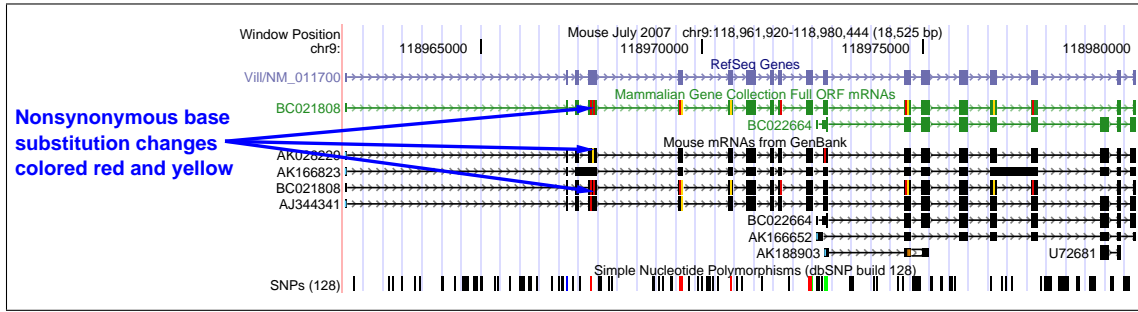 Window Position Mouse July 2007 chr9:118,961,920-118,980,444 (18,525 bp)
chr9: 118965000 118970000 118975000 118980000
RefSeq Genes
Vill/NM_011700
Mammalian Gene Collection Full ORF mRNAs
BC021808
BC022664
Nonsynonymous base
substitution changes
colored red and yellow
Mouse mRNAs from GenBank
AK028220
AK166823
BC021808
AJ344341
BC022664
AK166652
AK188903 U72681
Simple Nucleotide Polymorphisms (dbSNP build 128)
SNPs (128)